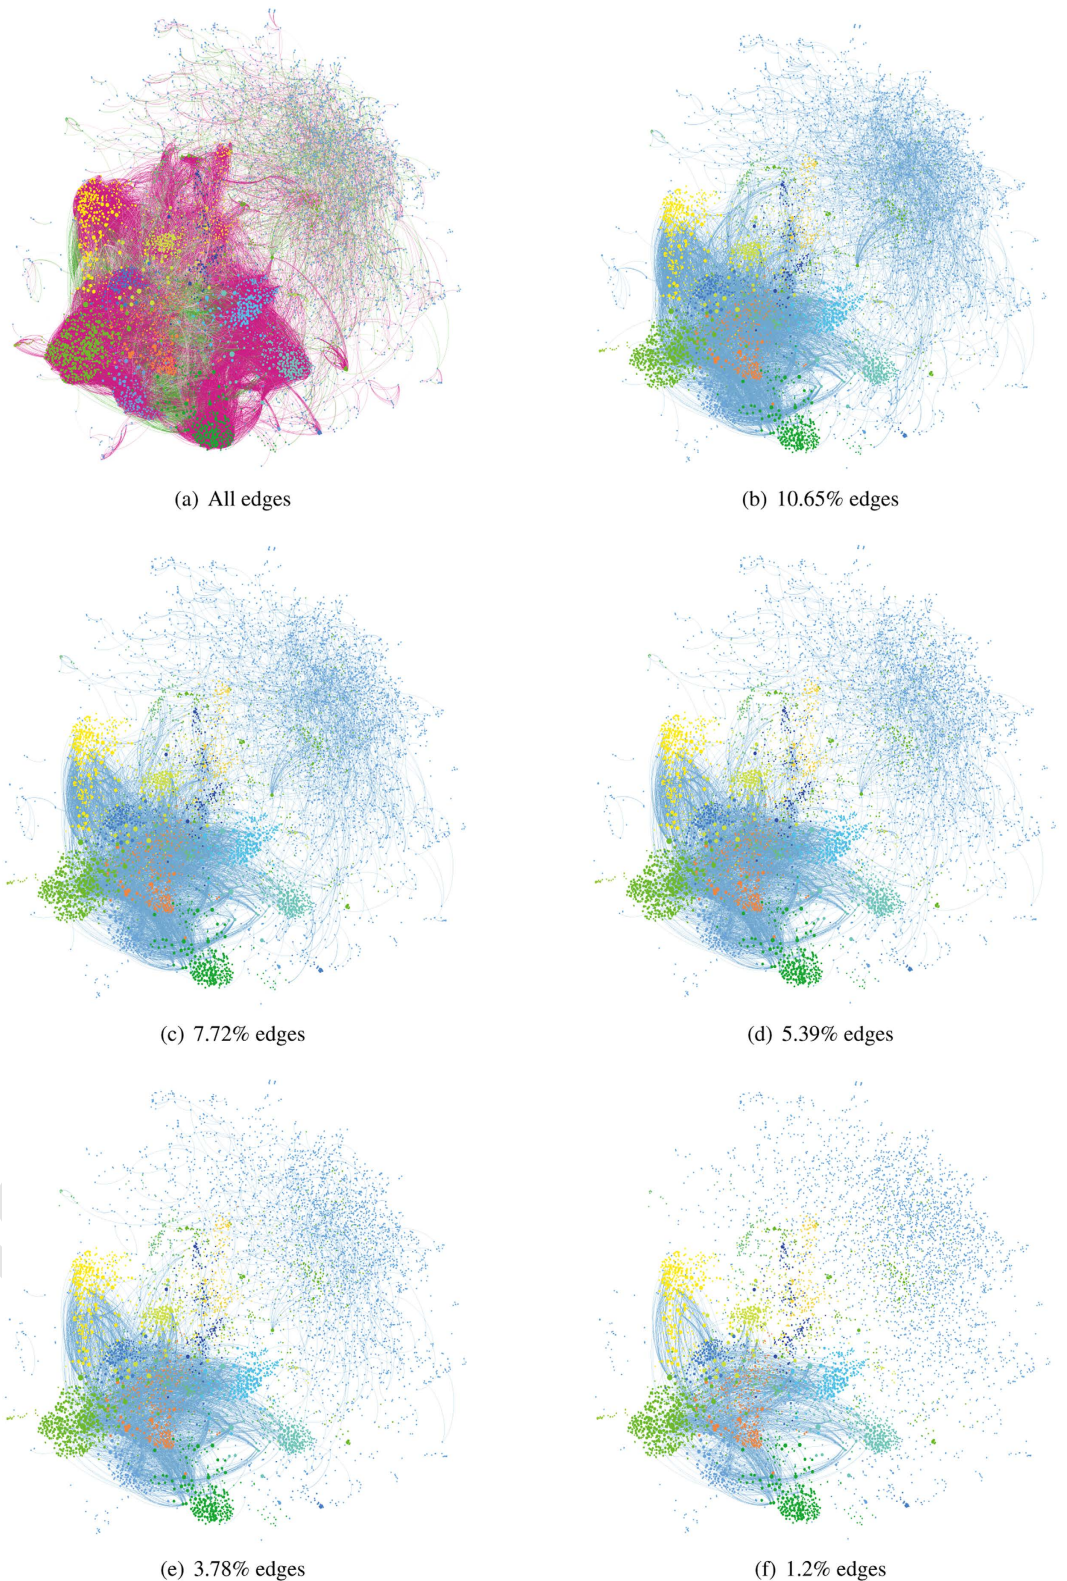 (a) All edges
(b) 10.65% edges
(c) 7.72% edges
(d) 5.39% edges
(e) 3.78% edges
(f) 1.2% edges